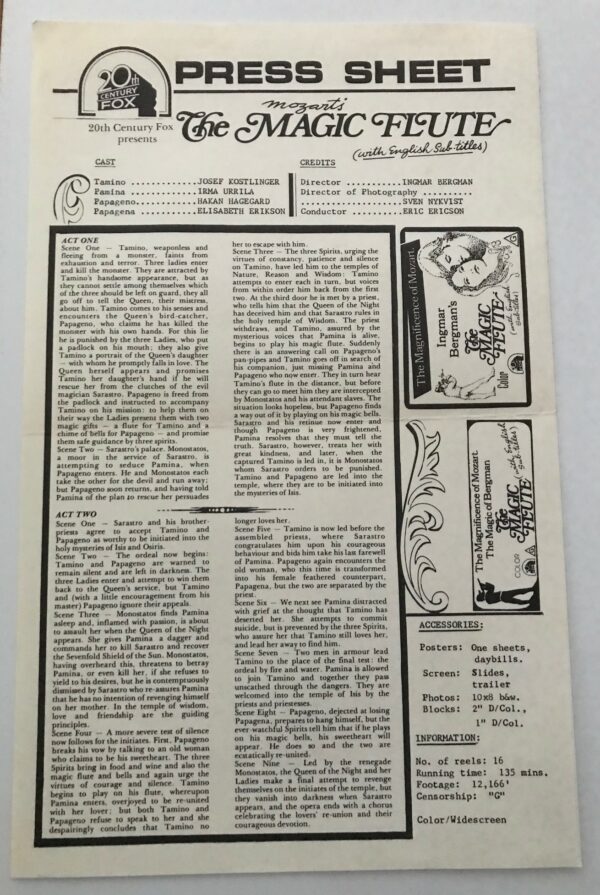 20th
CENTURY
FOX
PRESS SHEET
20th Century Fox
presents
mozart's
The MAGIC FLUTE
(with English Sub-titles)
CAST
Tamino ............JOSEF KOSTLINGER
Pamina ............IRMA URRILA
Papageno..........HAKAN HAGEGARD
Papagena .........ELISABETH ERIKSON
CREDITS
Director ..........INGMAR BERGMAN
Director of Photography ..........
SVEN NYKVIST
Conductor ..........ERIC ERICSON
ACT ONE
Scene One — Tamino, weaponless and
fleeing from a monster, faints from
exhaustion and terror. Three ladies enter
and kill the monster. They are attracted by
Tamino's handsome appearance, but as
they cannot settle among themselves which
of the three should be left on guard, they all
go off to tell the Queen, their mistress,
about him. Tamino comes to his senses and
encounters the Queen's bird-catcher,
Papageno, who claims he has killed the
monster with his own hands. For this lie
he is punished by the three Ladies, who put
a padlock on his mouth; they also give
Tamino a portrait of the Queen's daughter
— with whom he promptly falls in love. The
Queen herself appears and promises
Tamino her daughter's hand if he will
rescue her from the clutches of the evil
magician Sarastro. Papageno is freed from
the padlock and instructed to accompany
Tamino on his mission: to help them on
their way the Ladies present them with two
magic gifts — a flute for Tamino and a
chime of bells for Papageno — and promise
them safe guidance by three spirits.
Scene Two — Sarastro's palace. Monostatos,
a moor in the service of Sarastro, is
attempting to seduce Pamina, when
Papageno enters. He and Monostatos each
take the other for the devil and run away;
but Papageno soon returns, and having told
Pamina of the plan to rescue her persuades
her to escape with him.
Scene Three — The three Spirits, urging the
virtues of constancy, patience and silence
on Tamino, have led him to the temples of
Nature, Reason and Wisdom: Tamino
attempts to enter each in turn, but voices
from within order him back from the first
two. At the third door he is met by a priest,
who tells him that the Queen of the Night
has deceived him and that Sarastro rules in
the holy temple of Wisdom. The priest
withdraws, and Tamino, assured by the
mysterious voices that Pamina is alive,
begins to play his magic flute. Suddenly
there is an answering call on Papageno's
pan-pipes and Tamino goes off in search of
his companion, just missing Pamina and
Papageno who now enter. They in turn hear
Tamino's flute in the distance, but before
they can go to meet him they are intercepted
by Monostatos and his attendant slaves. The
situation looks hopeless, but Papageno finds
a way out of it by playing on his magic bells.
Sarastro and his retinue now enter and
though Papageno is very frightened,
Pamina resolves that they must tell the
truth. Sarastro, however, treats her with
great kindness, and later, when the
captured Tamino is led in, it is Monostatos
whom Sarastro orders to be punished.
Tamino and Papageno are led into the
temple, where they are to be initiated into
the mysteries of Isis.
ACT TWO
Scene One — Sarastro and his brother-
priests agree to accept Tamino and
Papageno as worthy to be initiated into the
holy mysteries of Isis and Osiris.
Scene Two — The ordeal now begins:
Tamino and Papageno are warned to
remain silent and are left in darkness. The
three Ladies enter and attempt to win them
back to the Queen's service, but Tamino
and (with a little encouragement from his
master) Papageno ignore their appeals.
Scene Three — Monostatos finds Pamina
asleep and, inflamed with passion, is about
to assault her when the Queen of the Night
appears. She gives Pamina a dagger and
commands her to kill Sarastro and recover
the Sevenfold Shield of the Sun. Monostatos,
having overheard this, threatens to betray
Pamina, or even kill her, if she refuses to
yield to his desires, but he is contemptuously
dismissed by Sarastro who re-assures Pamina
that he has no intention of revenging himself
on her mother. In the temple of wisdom,
love and friendship are the guiding
principles.
Scene Four — A more severe test of silence
now follows for the initiates. First, Papageno
breaks his vow by talking to an old woman
who claims to be his sweetheart. The three
Spirits bring in food and wine and also the
magic flute and bells and again urge the
virtues of courage and silence. Tamino
begins to play on his flute, whereupon
Pamina enters, overjoyed to be re-united
with her lover; but both Tamino and
Papageno refuse to speak to her and she
despairingly concludes that Tamino no
longer loves her.
Scene Five — Tamino is now led before the
assembled priests, where Sarastro
congratulates him upon his courageous
behaviour and bids him take his last farewell
of Pamina. Papageno again encounters the
old woman, who this time is transformed
into his female feathered counterpart,
Papagena, but the two are separated by the
priest.
Scene Six — We next see Pamina distracted
with grief at the thought that Tamino has
deserted her. She attempts to commit
suicide, but is prevented by the three Spirits,
who assure her that Tamino still loves her,
and lead her away to find him.
Scene Seven — Two men in armour lead
Tamino to the place of the final test: the
ordeal by fire and water. Pamina is allowed
to join Tamino and together they pass
unscathed through the dangers. They are
welcomed into the temple of Isis by the
priests and priestesses.
Scene Eight — Papageno, dejected at losing
Papagena, prepares to hang himself, but the
ever-watchful Spirits tell him that if he plays
on his magic bells, his sweetheart will
appear. He does so and the two are
ecstatically re-united.
Scene Nine — Led by the renegade
Monostatos, the Queen of the Night and her
Ladies make a final attempt to revenge
themselves on the initiates of the temple, but
they vanish into darkness when Sarastro
appears, and the opera ends with a chorus
celebrating the lovers' re-union and their
courageous devotion.
The Magnificence of Mozart
Ingmar
Bergman's
The
MAGIC
FLUTE
(with English
Sub-titles)
Color
The Magnificence of Mozart
The Magic of Bergman
The
MAGIC
FLUTE
(with English
Sub-titles)
COLOR
ACCESSORIES:
Posters: One sheets,
daybills.
Screen: Slides,
trailer
Photos: 10x8 b&w.
Blocks: 2" D/Col.,
1" D/Col.
INFORMATION:
No. of reels: 16
Running time: 135 mins.
Footage: 12,166'
Censorship: "G"
Color/Widescreen